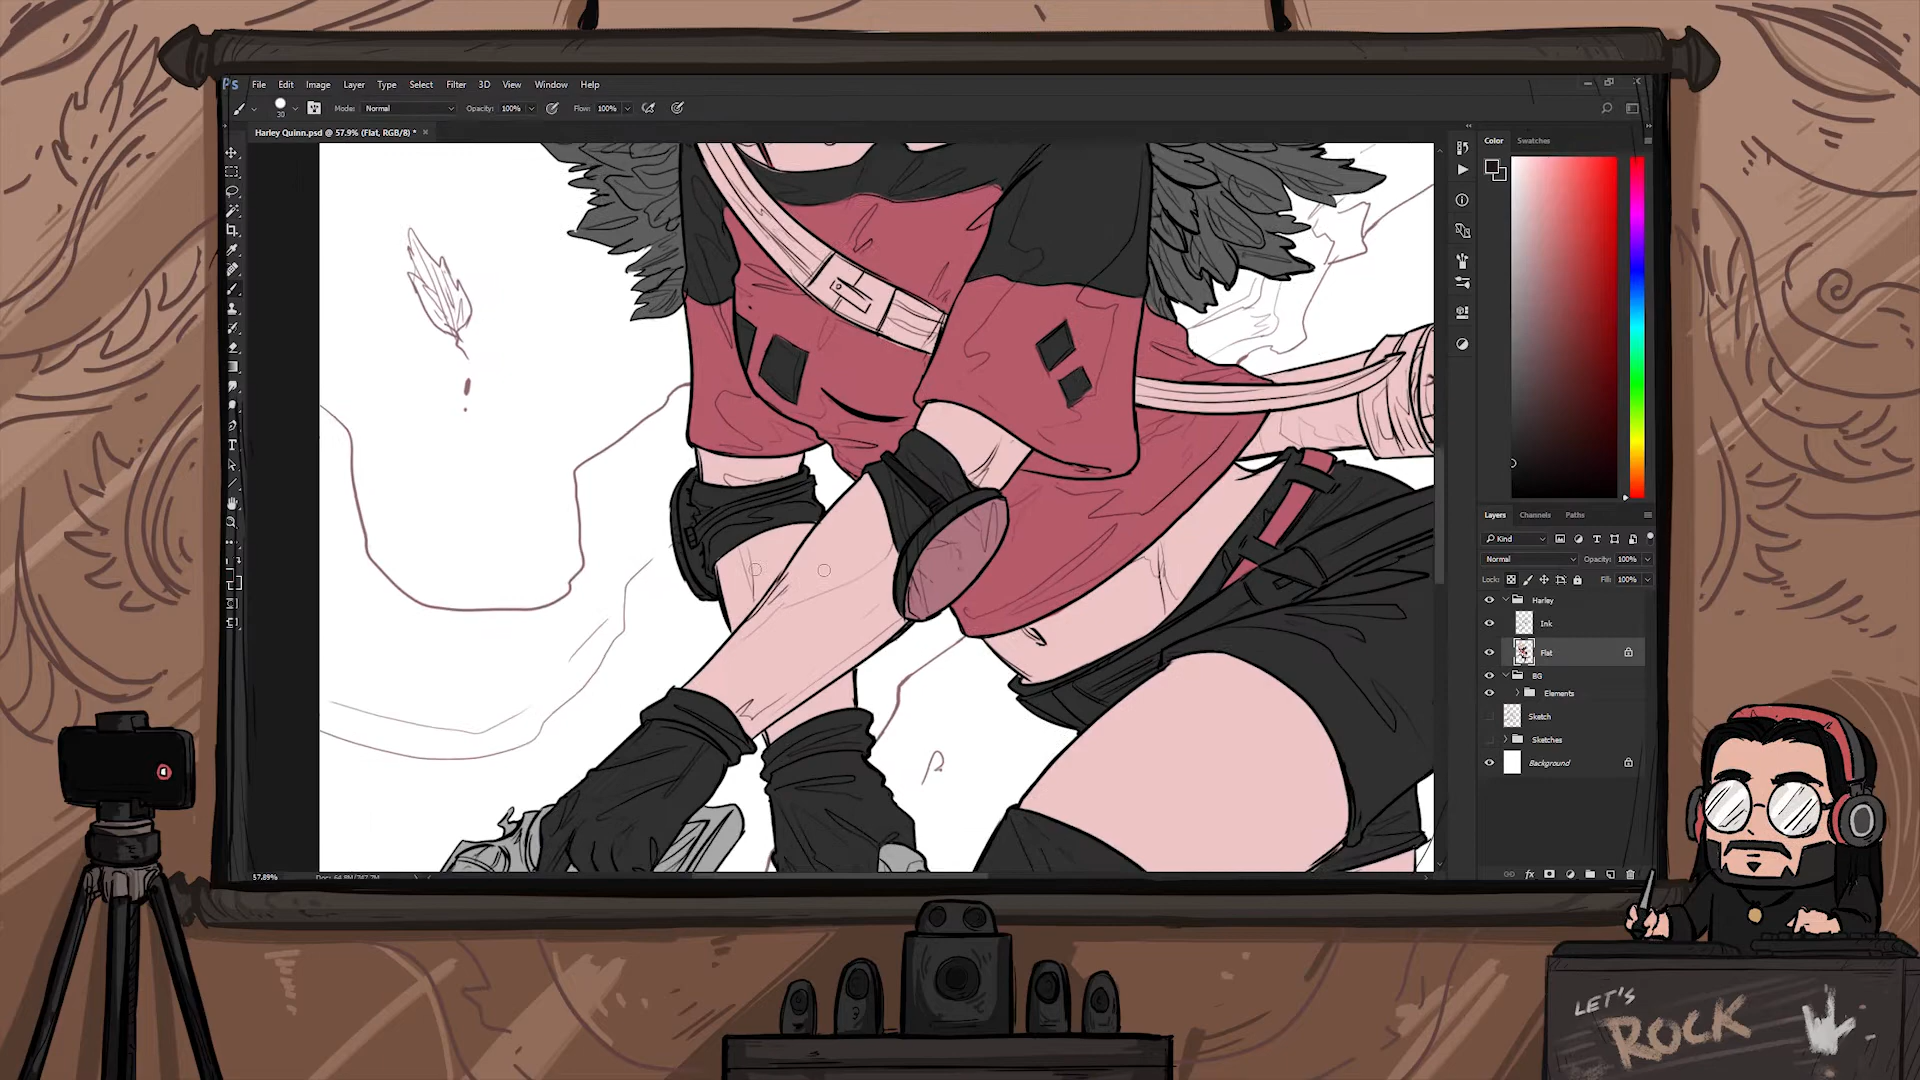 Ps File Edit Image Layer Type Select Filter 3D View Window Help
30 Mode: Normal Opacity: 100% Flow: 100%
Harley Quinn.psd @ 57.9% (Flat, RGB/8) *
Color Swatches
Layers Channels Paths
Kind
Normal Opacity: 100%
Lock: Fill: 100%
Harley
Ink
Flat
BG
Elements
Sketch
Sketches
Background
57.89%
LET'S
ROCK